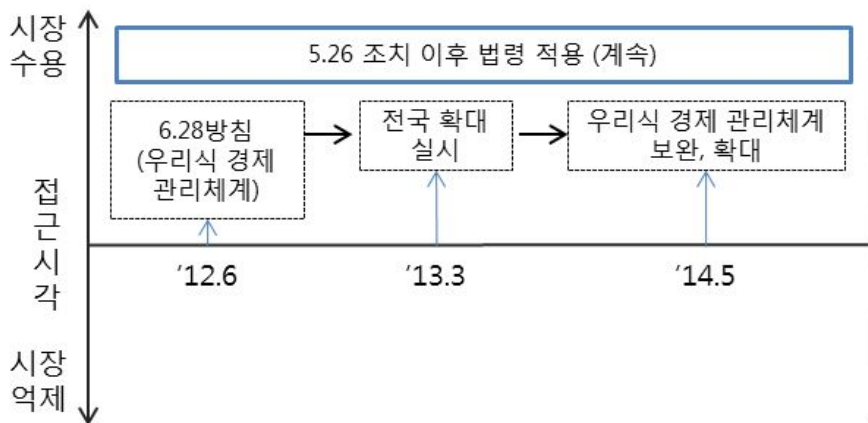 시장
수용
5.26 조치 이후 법령 적용 (계속)
6.28방침
(우리식 경제
관리체계)
전국 확대
실시
우리식 경제 관리체계
보완, 확대
접
근
시
각
'12.6
'13.3
'14.5
시장
억제